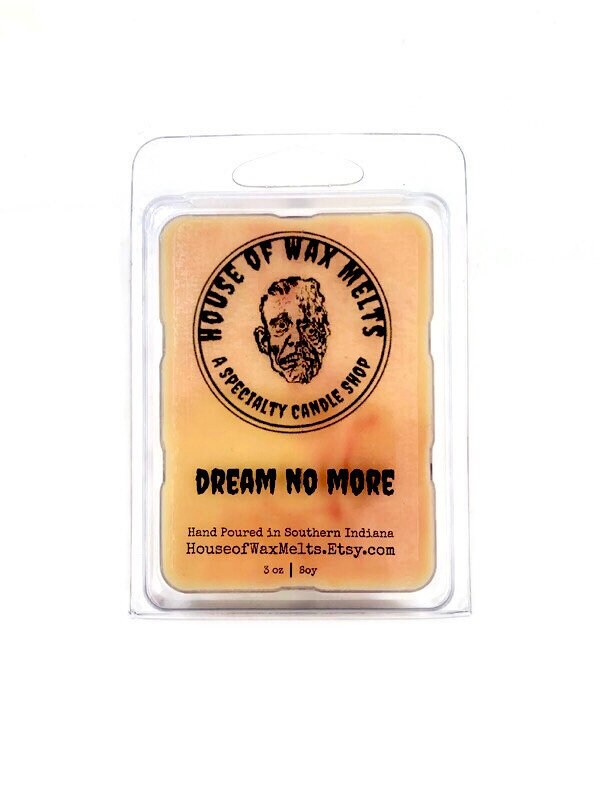 HOUSE OF WAX MELTS
A SPECIALTY CANDLE SHOP
DREAM NO MORE
Hand Poured in Southern Indiana
HouseofWaxMelts.Etsy.com
3 oz | Soy